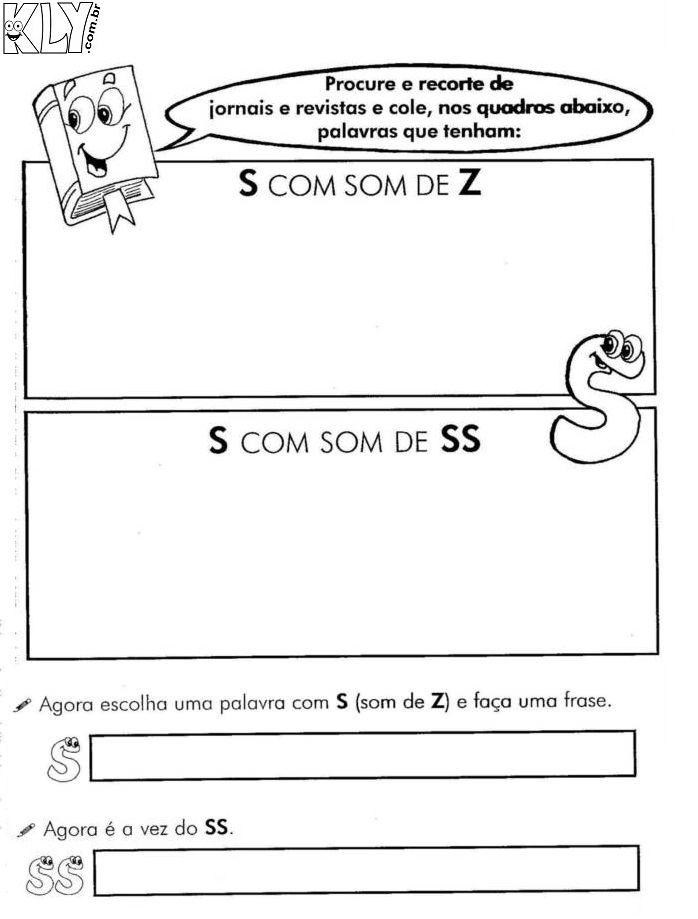 KLY.com.br
Procure e recorte de
jornais e revistas e cole, nos quadros abaixo,
palavras que tenham:
S COM SOM DE Z
S COM SOM DE SS
Agora escolha uma palavra com S (som de Z) e faça uma frase.
S
Agora é a vez do SS.
SS